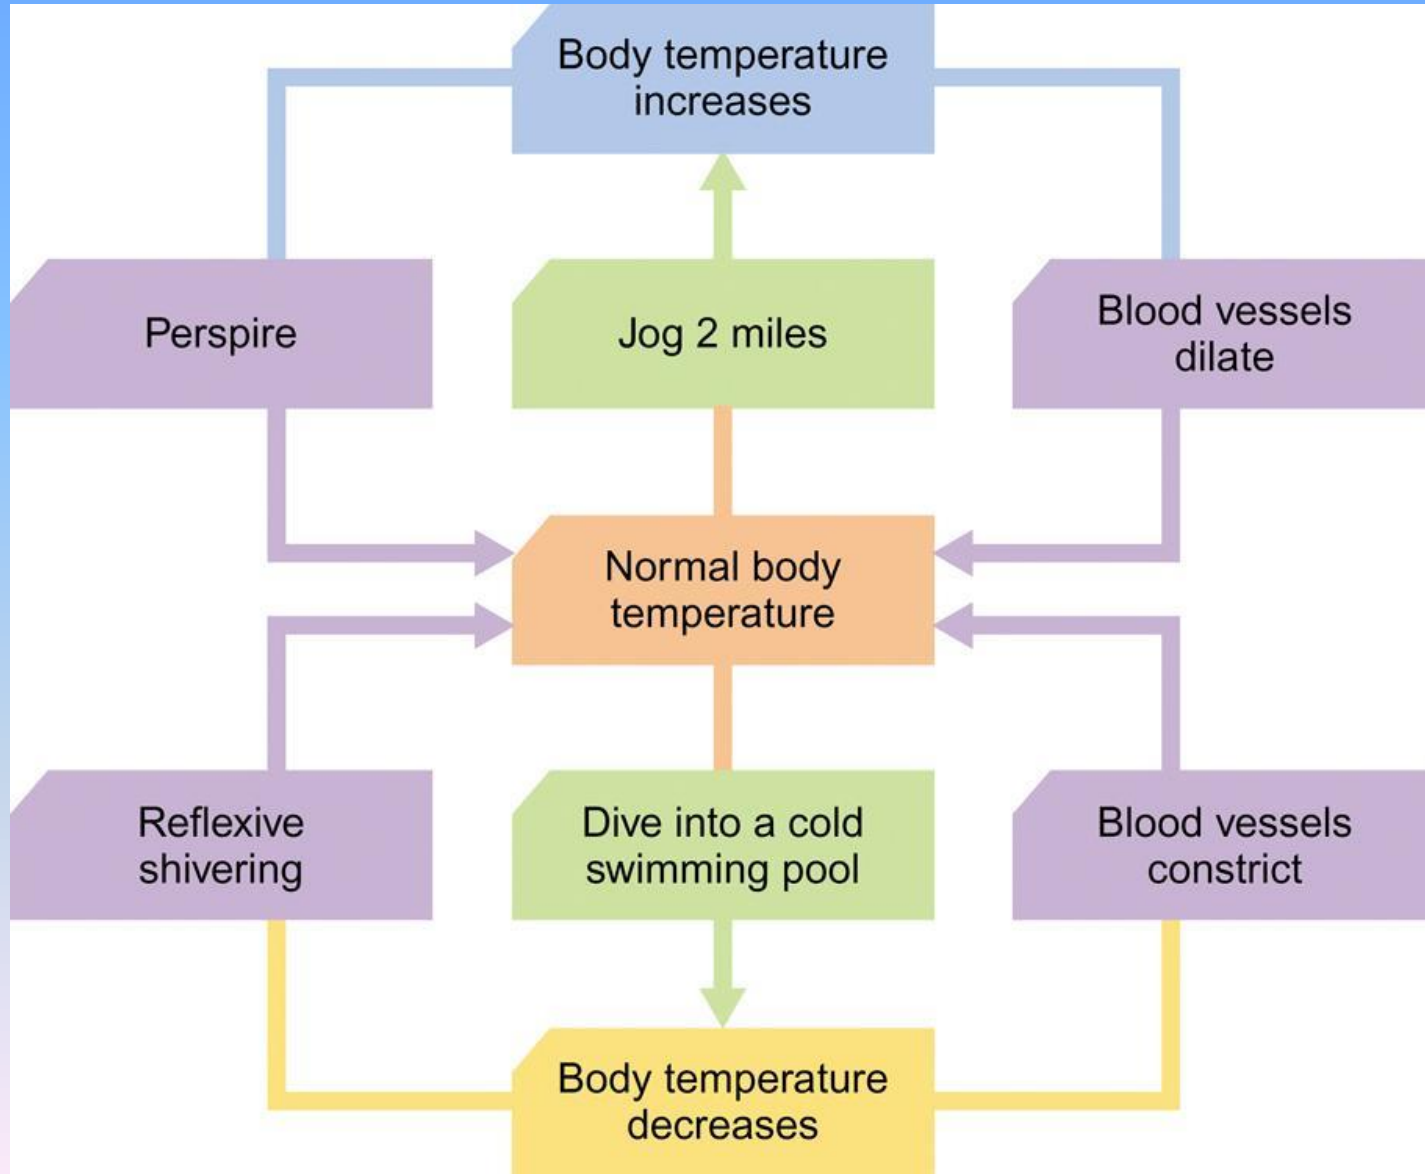 Body temperature
increases
Perspire
Jog 2 miles
Blood vessels
dilate
Normal body
temperature
Reflexive
shivering
Dive into a cold
swimming pool
Blood vessels
constrict
Body temperature
decreases